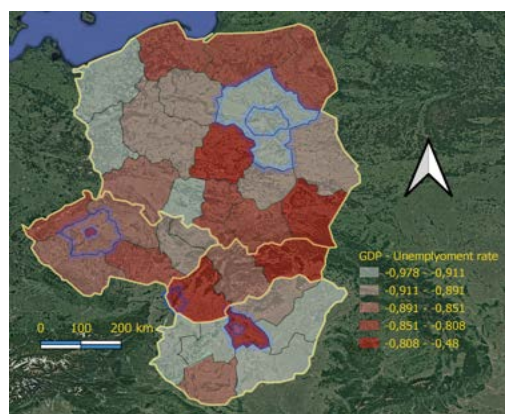 GDP - Unemplyoment rate
-0,978 - -0,911
-0,911 - -0,891
-0,891 - -0,851
-0,851 - -0,808
-0,808 - -0,48
0 100 200 km